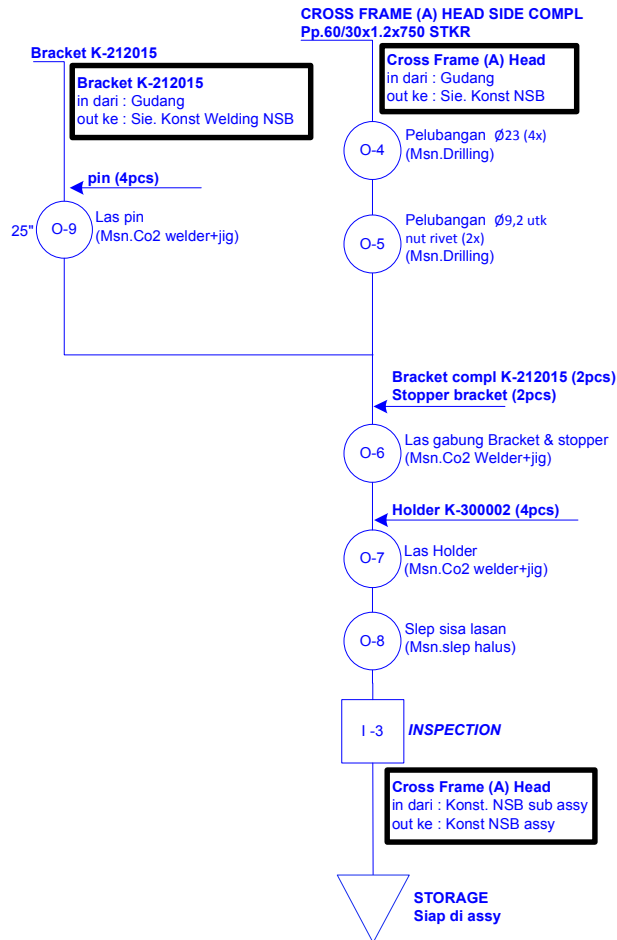 CROSS FRAME (A) HEAD SIDE COMPL
Pp.60/30x1.2x750 STKR
Bracket K-212015
Bracket K-212015
in dari : Gudang
out ke : Sie. Konst Welding NSB
Cross Frame (A) Head
in dari : Gudang
out ke : Sie. Konst NSB
O-4
Pelubangan Ø23 (4x)
(Msn.Drilling)
pin (4pcs)
25"
O-9
Las pin
(Msn.Co2 welder+jig)
O-5
Pelubangan Ø9,2 utk
nut rivet (2x)
(Msn.Drilling)
Bracket compl K-212015 (2pcs)
Stopper bracket (2pcs)
O-6
Las gabung Bracket & stopper
(Msn.Co2 Welder+jig)
Holder K-300002 (4pcs)
O-7
Las Holder
(Msn.Co2 welder+jig)
O-8
Slep sisa lasan
(Msn.slep halus)
I -3
INSPECTION
Cross Frame (A) Head
in dari : Konst. NSB sub assy
out ke : Konst NSB assy
STORAGE
Siap di assy